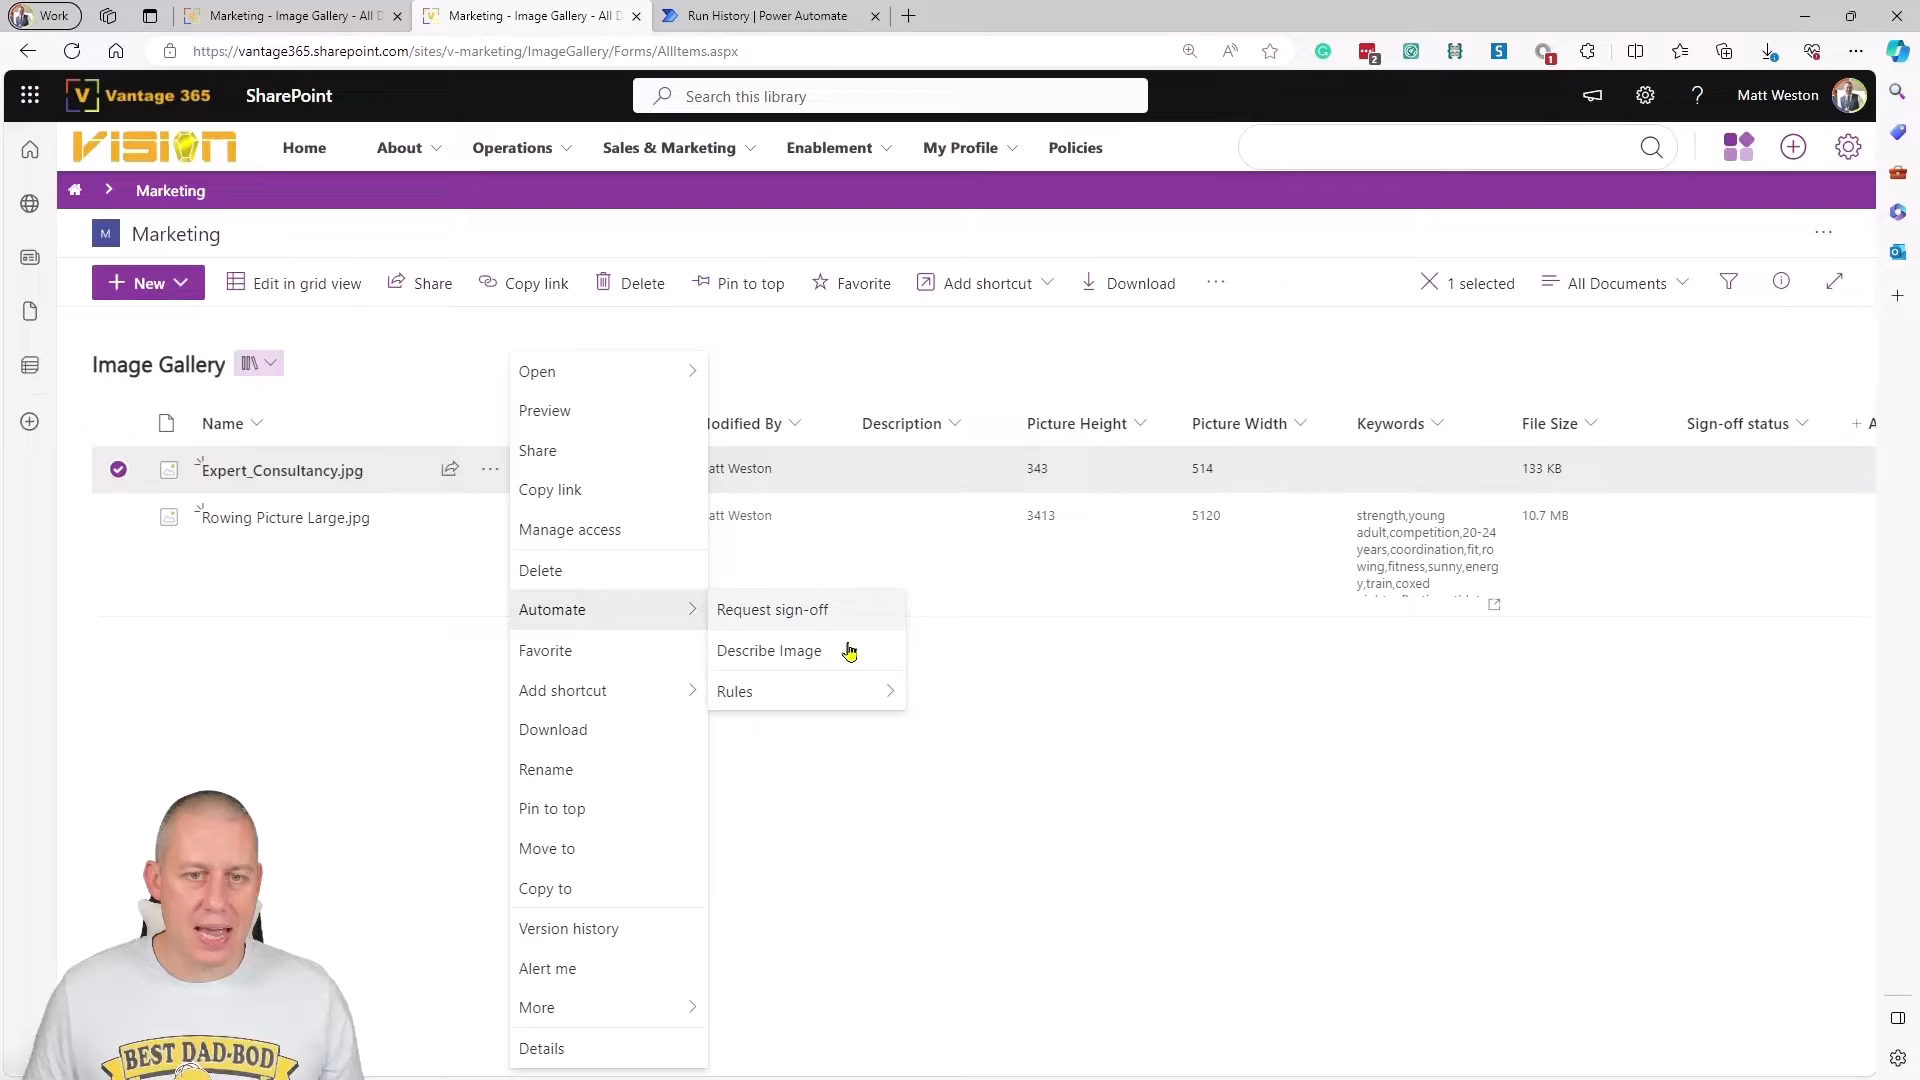 Work
Marketing - Image Gallery - All D
Marketing - Image Gallery - All D
Run History | Power Automate
https://vantage365.sharepoint.com/sites/v-marketing/ImageGallery/Forms/AllItems.aspx
2
1
V Vantage 365
SharePoint
Search this library
Matt Weston
VISION
Home
About
Operations
Sales & Marketing
Enablement
My Profile
Policies
Marketing
M
Marketing
New
Edit in grid view
Share
Copy link
Delete
Pin to top
Favorite
Add shortcut
Download
1 selected
All Documents
Image Gallery
Name
Modified By
Description
Picture Height
Picture Width
Keywords
File Size
Sign-off status
+ A
Expert_Consultancy.jpg
att Weston
343
514
133 KB
Rowing Picture Large.jpg
att Weston
3413
5120
strength,young
adult,competition,20-24
years,coordination,fit,ro
wing,fitness,sunny,energ
y,train,coxed
10.7 MB
Open
Preview
Share
Copy link
Manage access
Delete
Automate
Favorite
Add shortcut
Download
Rename
Pin to top
Move to
Copy to
Version history
Alert me
More
Details
Request sign-off
Describe Image
Rules
BEST DAD-BOD